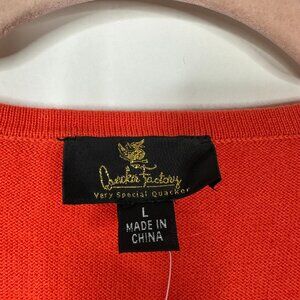 Quacker Factory
Very Special Quacker
L
MADE IN
CHINA